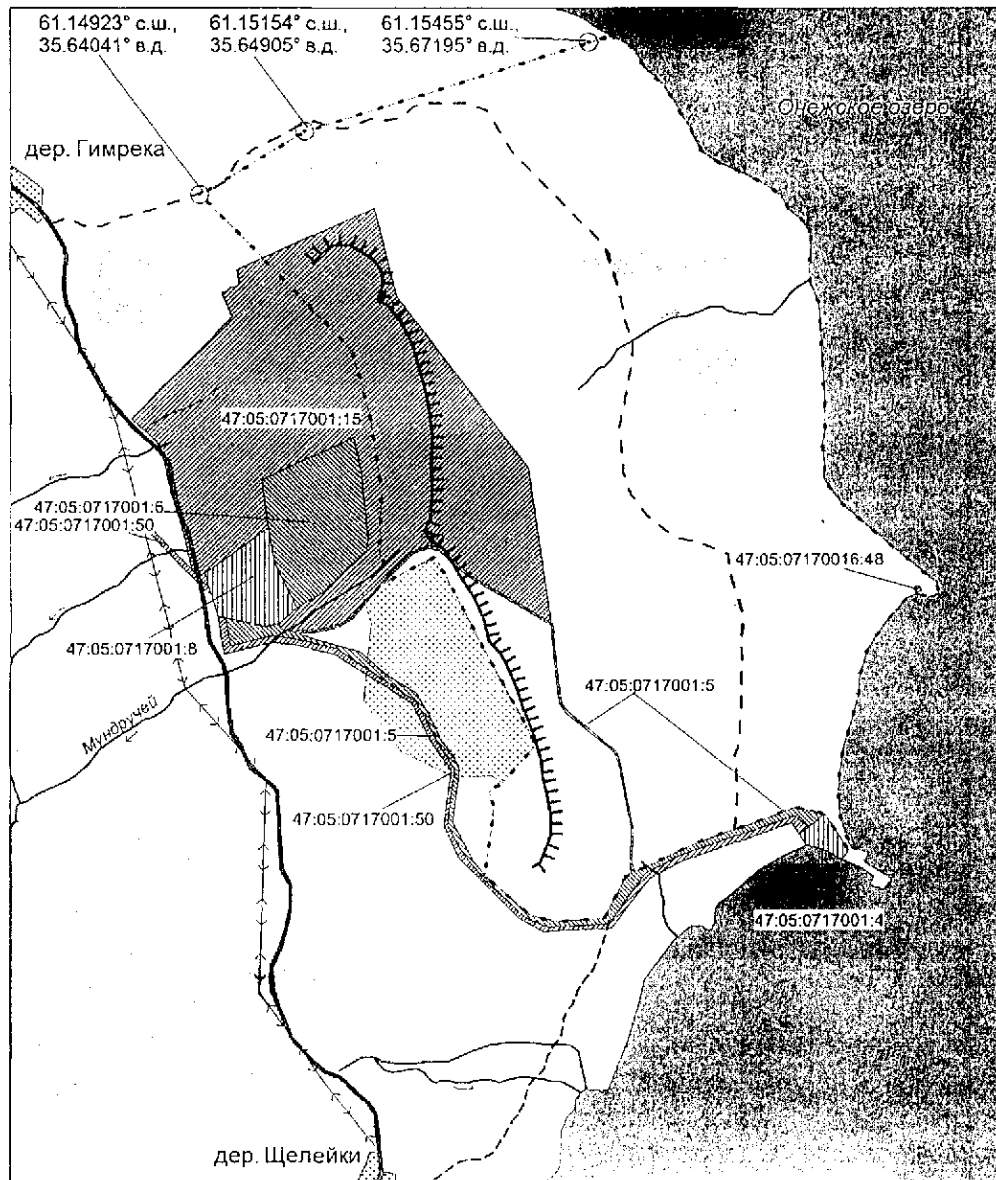 61.14923° с.ш.,
35.64041° в.д.
61.15154° с.ш.,
35.64905° в.д.
61.15455° с.ш.,
35.67195° в.д.
Онежское озеро
дер. Гимрека
47:05:0717001:15
47:05:0717001:6
47:05:0717001:50
47:05:07170016:48
47:05:0717001:8
47:05:0717001:5
Мундручей
47:05:0717001:5
47:05:0717001:50
47:05:0717001:4
дер. Щелейки